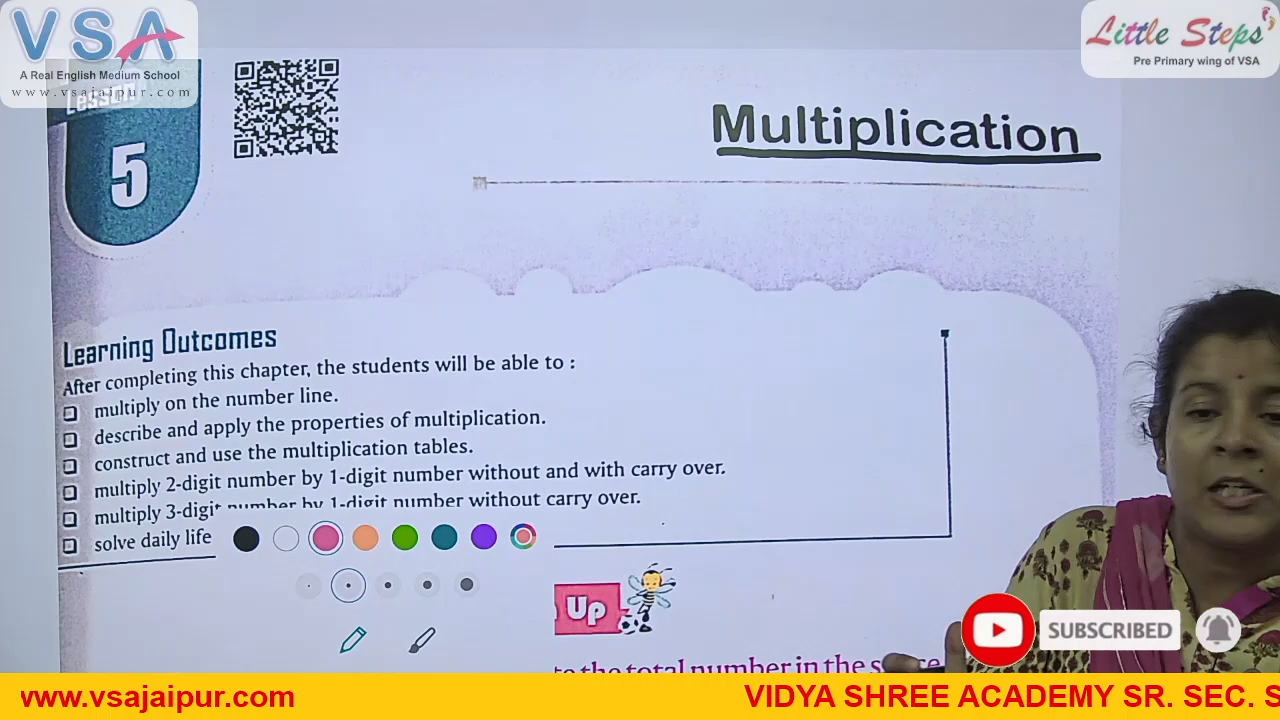 VSA
A Real English Medium School
www.vsajaipur.com
Little Steps
Pre Primary wing of VSA
Lesson
5
Multiplication
Learning Outcomes
After completing this chapter, the students will be able to :
multiply on the number line.
describe and apply the properties of multiplication.
construct and use the multiplication tables.
multiply 2-digit number by 1-digit number without and with carry over.
multiply 3-digit number by 1-digit number without carry over.
solve daily life
Up
to the total number in the
SUBSCRIBED
www.vsajaipur.com
VIDYA SHREE ACADEMY SR. SEC. S